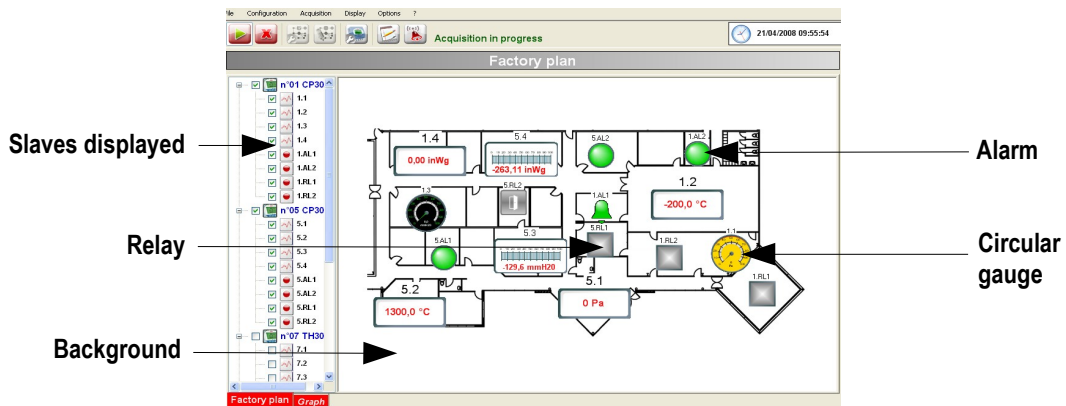 ile Configuration Acquisition Display Options ?
Acquisition in progress
21/04/2008 09:55:54
Factory plan
n°01 CP30
1.1
1.2
1.3
1.4
1.AL1
1.AL2
1.RL1
1.RL2
n°05 CP30
5.1
5.2
5.3
5.4
5.AL1
5.AL2
5.RL1
5.RL2
n°07 TH30
7.1
7.2
7.3
Factory plan Graph
Slaves displayed
Relay
Background
1.4
0,00 inWg
5.4
-263,11 inWg
5.AL2
1.AL2
1.2
-200,0 °C
1.3
5.RL2
1.AL1
5.AL1
5.3
-129,6 mmH20
5.RL1
1.RL2
1.1
1.RL1
5.2
1300,0 °C
5.1
0 Pa
Alarm
Circular
gauge